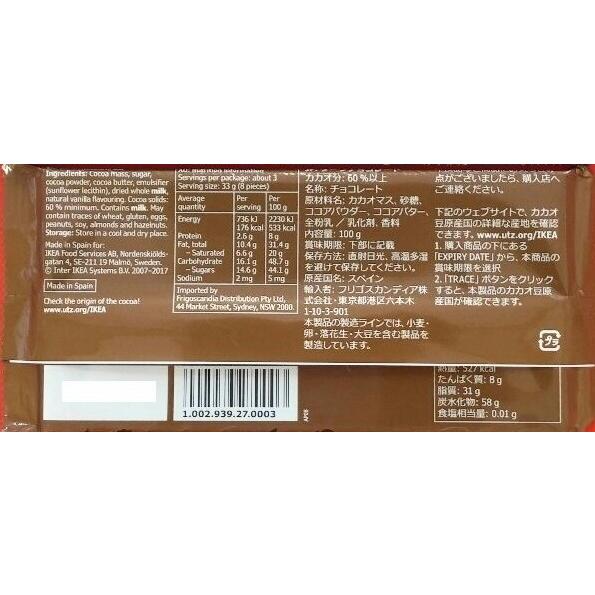 Ingredients: Cocoa mass, sugar,
cocoa powder, cocoa butter, emulsifier
(sunflower lecithin), dried whole milk,
natural vanilla flavouring. Cocoa solids:
60 % minimum. Contains milk. May
contain traces of wheat, gluten, eggs,
peanuts, soy, almonds and hazelnuts.
Storage: Store in a cool and dry place.
Made in Spain for:
IKEA Food Services AB, Nordenskiölds-
gatan 4, SE-211 19 Malmö, Sweden.
© Inter IKEA Systems B.V. 2007–2017
Made in Spain
Check the origin of the cocoa!
www.utz.org/IKEA
Servings per package: about 3
Serving size: 33 g (8 pieces)
Average quantity Per serving Per 100 g
Energy 736 kJ 2230 kJ
176 kcal 533 kcal
Protein 2.6 g 8 g
Fat, total 10.4 g 31.4 g
– Saturated 6.6 g 20 g
Carbohydrate 16.1 g 48.7 g
– Sugars 14.6 g 44.1 g
Sodium 2 mg 5 mg
Imported by
Frigoscandia Distribution Pty Ltd,
44 Market Street, Sydney, NSW 2000.
カカオ分: 60 %以上
名称: チョコレート
原材料名: カカオマス、砂糖、
ココアパウダー、ココアバター、
全粉乳 ／ 乳化剤、香料
内容量: 100 g
賞味期限: 下部に記載
保存方法: 直射日光、高温多湿
を避けて保存してください。
原産国名: スペイン
輸入者: フリゴスカンディア株
式会社・東京都港区六本木
1-10-3-901
本製品の製造ラインでは、小麦・
卵・落花生・大豆を含む製品を
製造しています。
点がございましたら、購入店へ
ご連絡ください。
下記のウェブサイトで、カカオ
豆原産国の詳細な産地を確認
できます。www.utz.org/IKEA
1. 購入商品の下にある
「EXPIRY DATE」から、本商品の
賞味期限を選択
2.「TRACE」ボタンをクリック
すると、本製品のカカオ豆原
産国が確認できます。
プラ
1.002.939.27.0003
熱量: 527 kcal
たんぱく質: 8 g
脂質: 31 g
炭水化物: 58 g
食塩相当量: 0.01 g